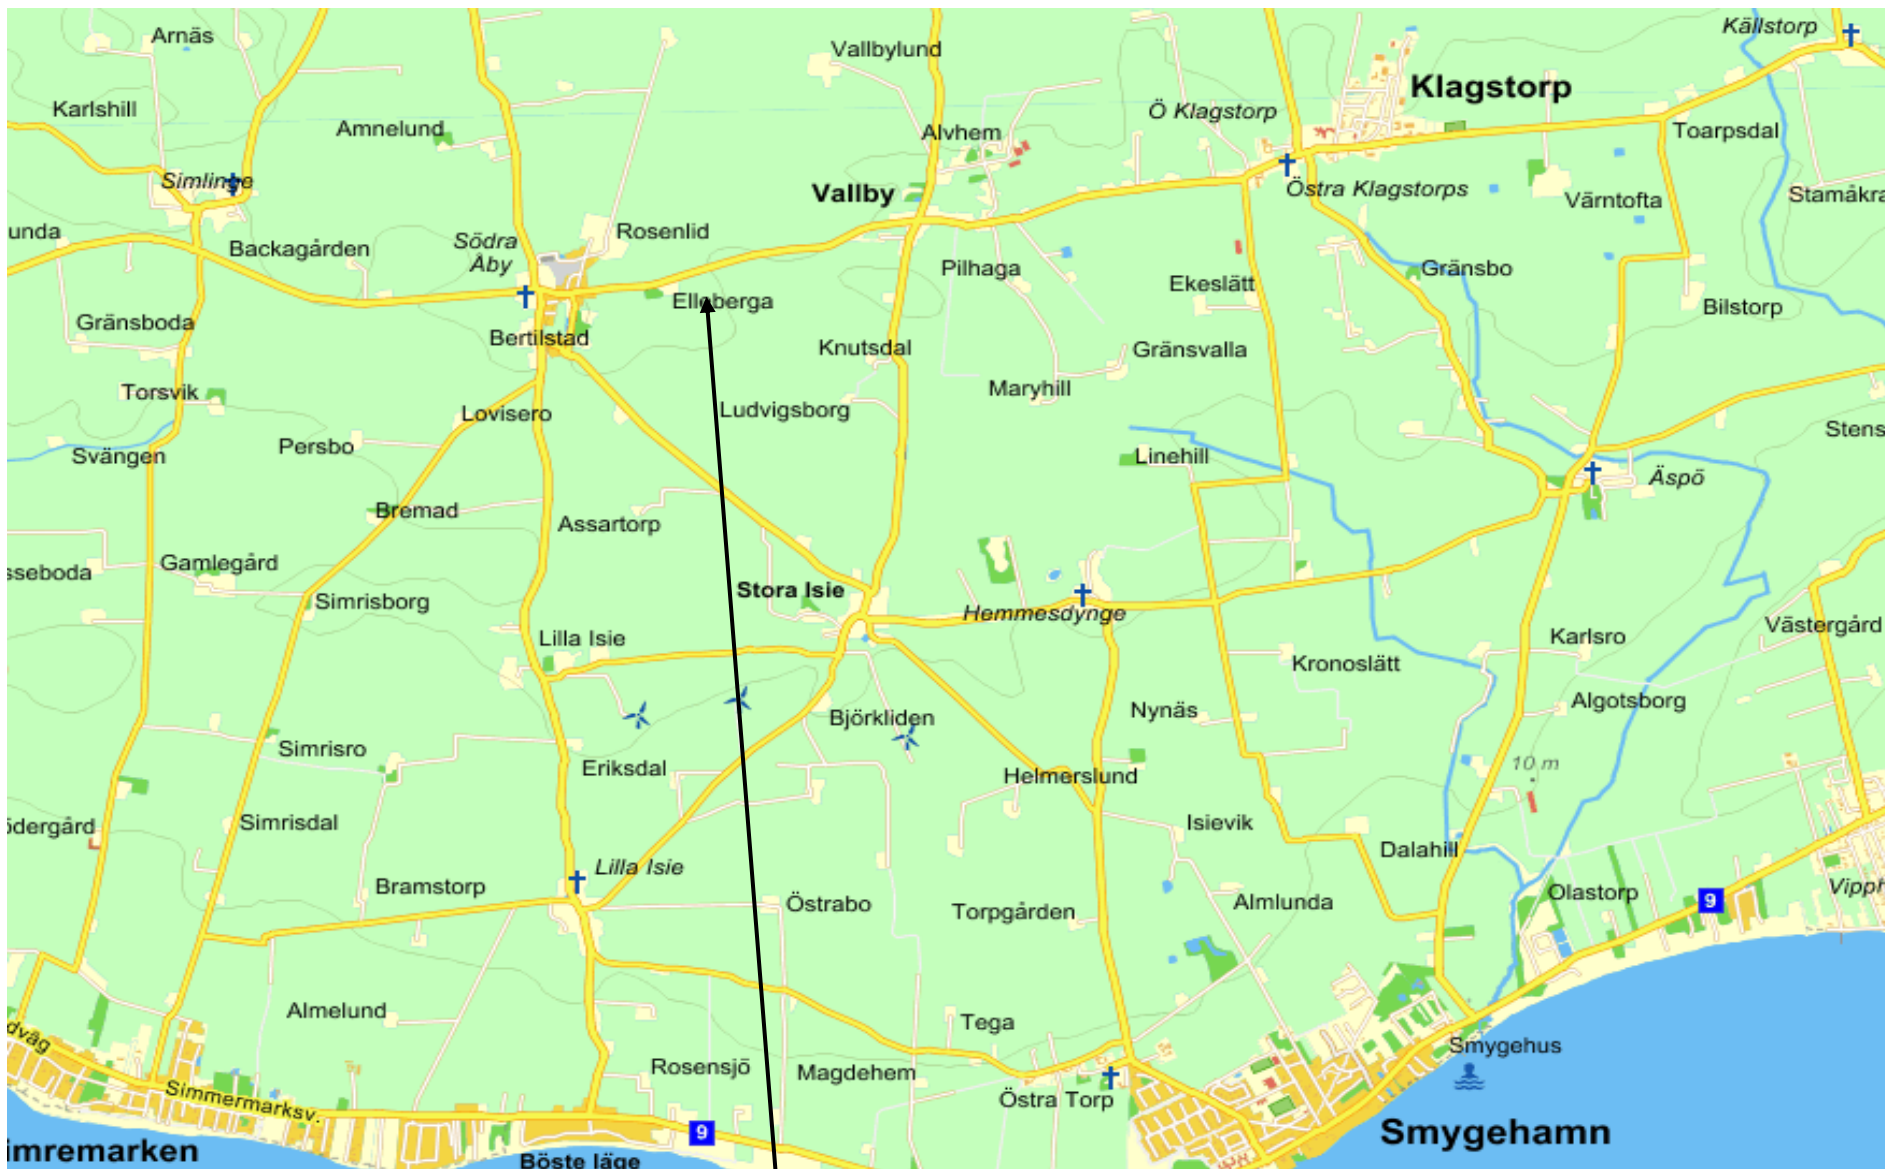 Arnäs
Vallbylund
Källstorp
Klagstorp
Karlshill
Amnelund
Alvhem
Ö Klagstorp
Toarpsdal
Simlinge
Vallby
Östra Klagstorps
Värntofta
Stamåkra
unda
Backagården
Södra
Åby
Rosenlid
Pilhaga
Ekeslätt
Gränsbo
Elleberga
Bilstorp
Gränsboda
Bertilstad
Knutsdal
Gränsvalla
Torsvik
Lovisero
Ludvigsborg
Maryhill
Persbo
Stens
Svängen
Linehill
Äspö
Bremad
Assartorp
sseboda
Gamlegård
Simrisborg
Stora Isie
Hemmesdynge
Västergård
Lilla Isie
Karlsro
Kronoslätt
Björkliden
Nynäs
Algotsborg
Simrisro
Eriksdal
Helmerslund
10 m
ödergård
Simrisdal
Isievik
Dalahill
Lilla Isie
Bramstorp
Östrabo
Torpgården
Almlunda
Olastorp
9
Vipph
Almelund
Tega
dväg
Rosensjö
Magdehem
Smygehus
Simmermarksv.
Östra Torp
9
Smygehamn
imremarken
Böste läge